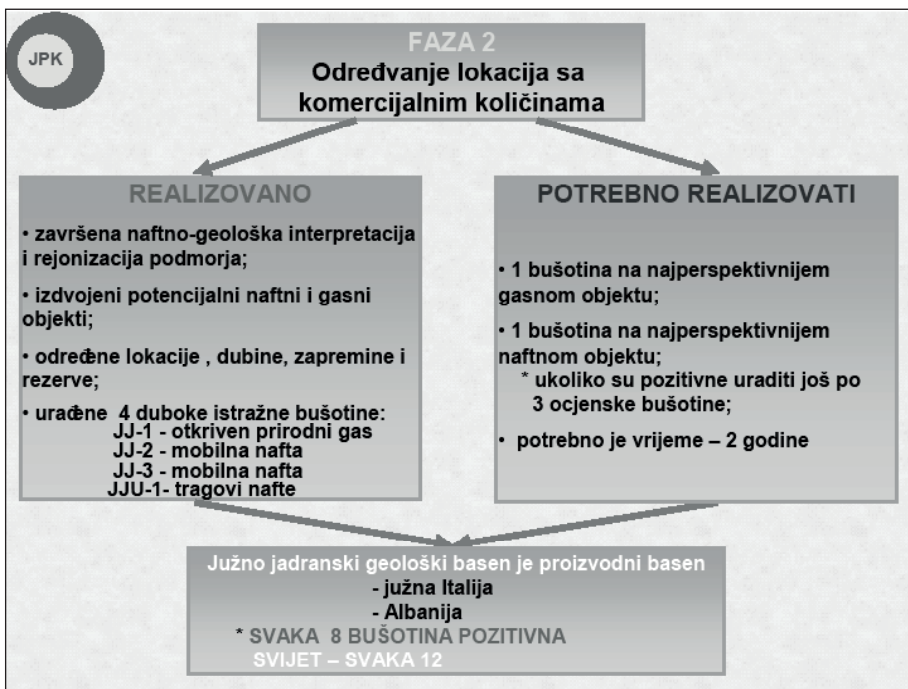 JPK
FAZA 2
Određvanje lokacija sa
komercijalnim količinama
REALIZOVANO
• završena naftno-geološka interpretacija
i rejonizacija podmorja;
• izdvojeni potencijalni naftni i gasni
objekti;
• određene lokacije , dubine, zapremine i
rezerve;
• urađene 4 duboke istražne bušotine:
JJ-1 - otkriven prirodni gas
JJ-2 - mobilna nafta
JJ-3 - mobilna nafta
JJU-1- tragovi nafte
POTREBNO REALIZOVATI
• 1 bušotina na najperspektivnijem
gasnom objektu;
• 1 bušotina na najperspektivnijem
naftnom objektu;
* ukoliko su pozitivne uraditi još po
3 ocjenske bušotine;
• potrebno je vrijeme – 2 godine
Južno jadranski geološki basen je proizvodni basen
- južna Italija
- Albanija
* SVAKA 8 BUŠOTINA POZITIVNA
SVIJET – SVAKA 12